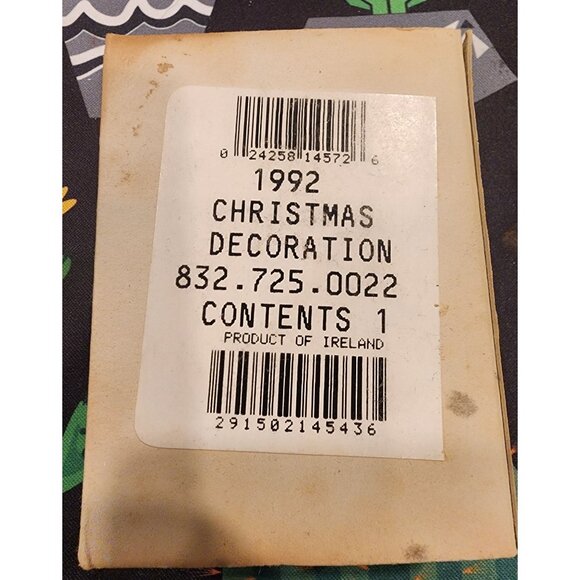 0 24258 14572 6
1992
CHRISTMAS
DECORATION
832.725.0022
CONTENTS 1
PRODUCT OF IRELAND
291502145436